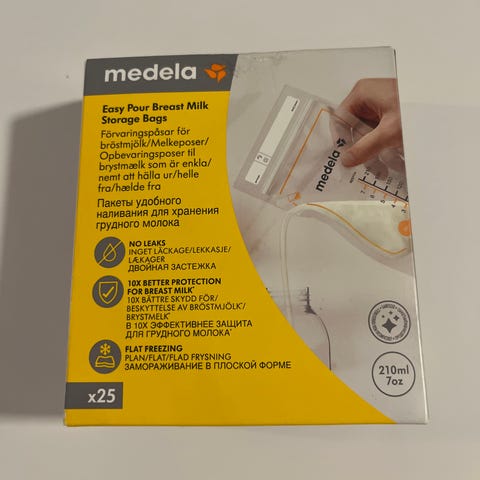 medela
Easy Pour Breast Milk
Storage Bags
Förvaringspåsar för
bröstmjölk/Melkeposer/
Opbevaringsposer til
brystmælk som är enkla/
nemt att hälla ur/helle
fra/hælde fra
Пакеты удобного
наливания для хранения
грудного молока
NO LEAKS
INGET LÄCKAGE/LEKKASJE/
LÆKAGER
ДВОЙНАЯ ЗАСТЕЖКА
10X BETTER PROTECTION
FOR BREAST MILK*
10X BÄTTRE SKYDD FÖR/
BESKYTTELSE AV BRÖSTMJÖLK/
BRYSTMELK*
В 10X ЭФФЕКТИВНЕЕ ЗАЩИТА
ДЛЯ ГРУДНОГО МОЛОКА*
FLAT FREEZING
PLAN/FLAT/FLAD FRYSNING
ЗАМОРАЖИВАНИЕ В ПЛОСКОЙ ФОРМЕ
x25
medela
210ml
7oz